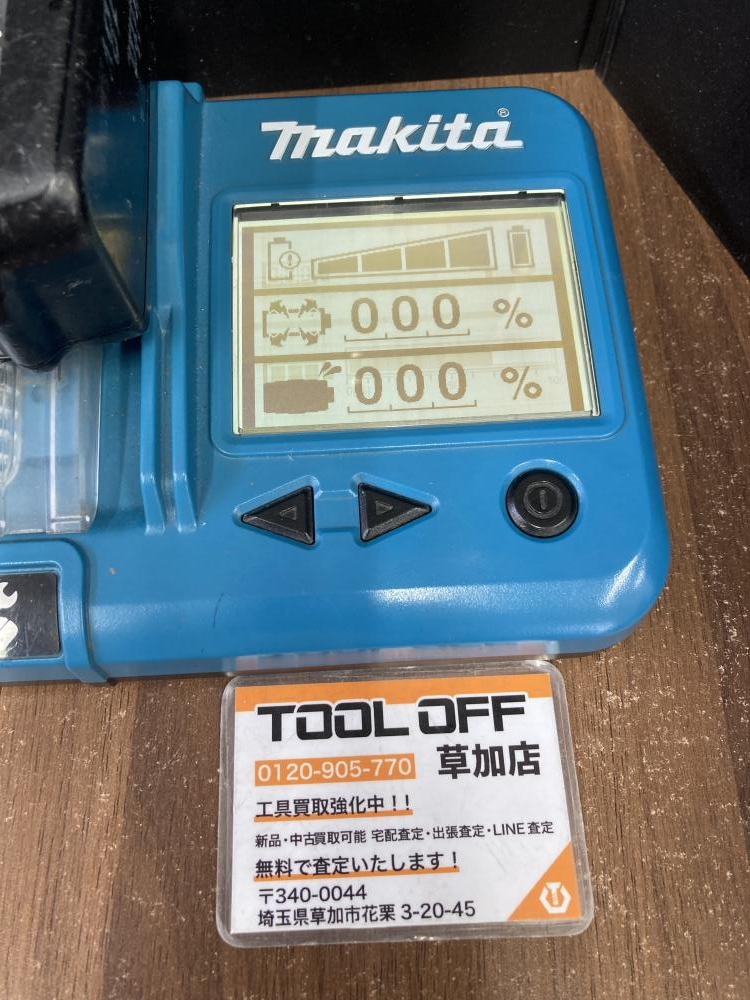 makita®
000 %
000 %
TOOL OFF
0120-905-770 草加店
工具買取強化中!!
新品・中古買取可能 宅配査定・出張査定・LINE査定
無料で査定いたします!
〒340-0044
埼玉県草加市花栗 3-20-45